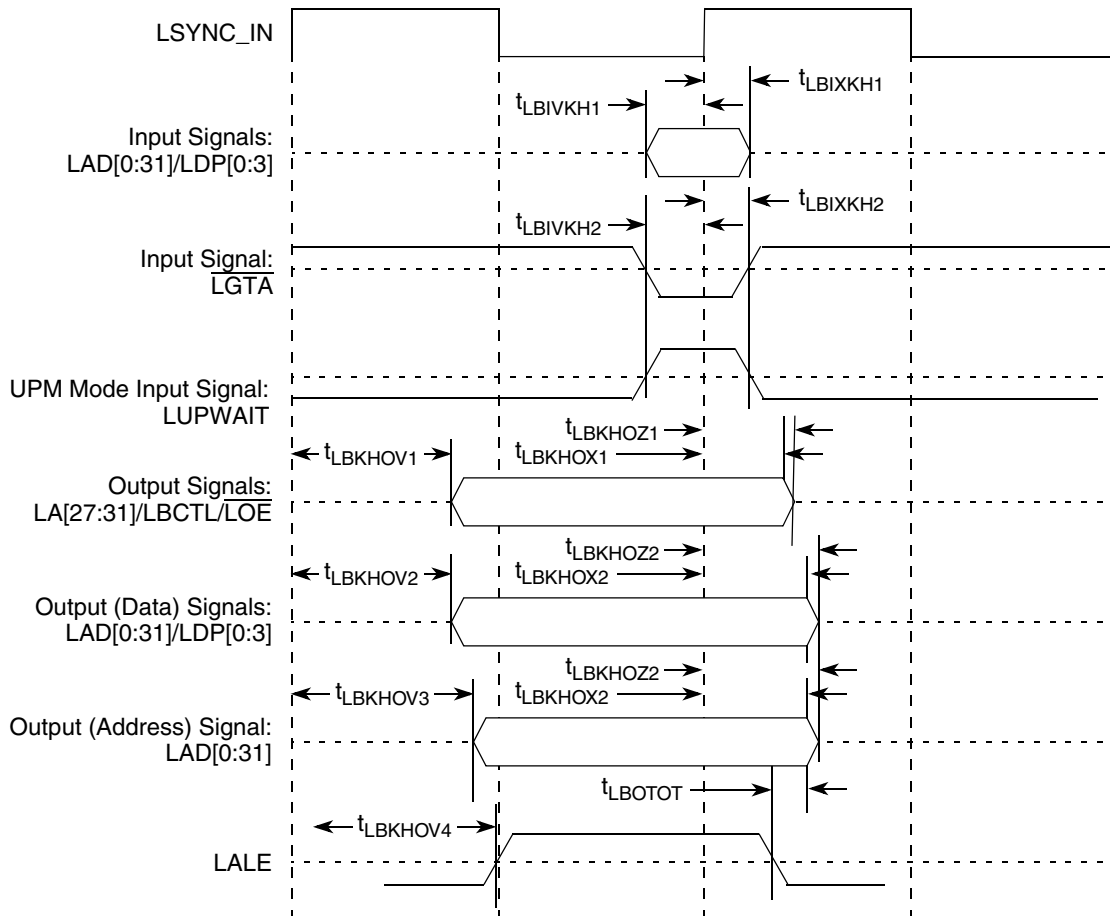 LSYNC_IN
tLBIXKH1
tLBIVKH1
Input Signals:
LAD[0:31]/LDP[0:3]
tLBIXKH2
tLBIVKH2
Input Signal:
LGTA
UPM Mode Input Signal:
LUPWAIT
tLBKHOZ1
tLBKHOV1
tLBKHOX1
Output Signals:
LA[27:31]/LBCTL/LOE
tLBKHOZ2
tLBKHOV2
tLBKHOX2
Output (Data) Signals:
LAD[0:31]/LDP[0:3]
tLBKHOZ2
tLBKHOV3
tLBKHOX2
Output (Address) Signal:
LAD[0:31]
tLBOTOT
tLBKHOV4
LALE